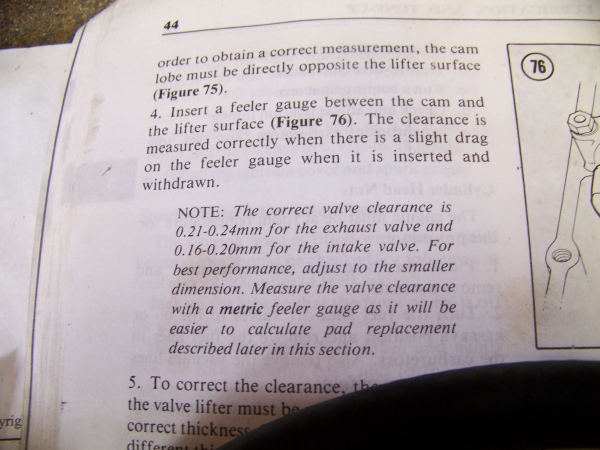 44
order to obtain a correct measurement, the cam
lobe must be directly opposite the lifter surface
(Figure 75).
4. Insert a feeler gauge between the cam and
the lifter surface (Figure 76). The clearance is
measured correctly when there is a slight drag
on the feeler gauge when it is inserted and
withdrawn.
NOTE: The correct valve clearance is
0.21-0.24mm for the exhaust valve and
0.16-0.20mm for the intake valve. For
best performance, adjust to the smaller
dimension. Measure the valve clearance
with a metric feeler gauge as it will be
easier to calculate pad replacement
described later in this section.
5. To correct the clearance, the
the valve lifter must be
correct thickness
different
76